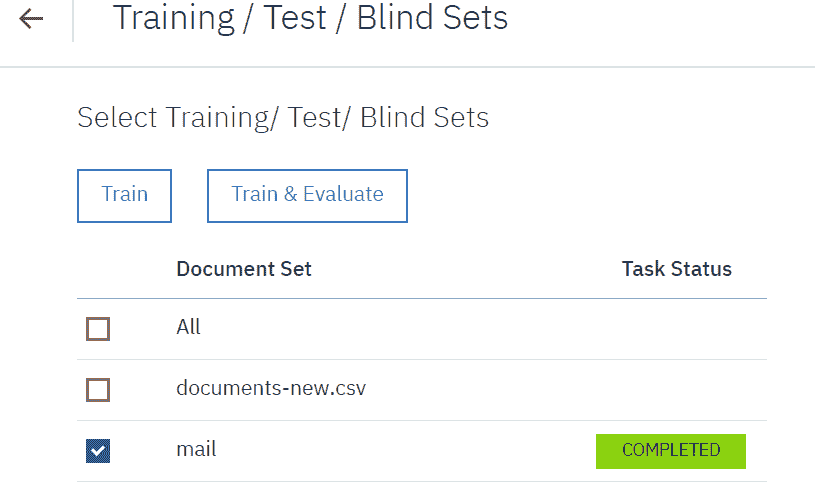 Training / Test / Blind Sets
Select Training/ Test/ Blind Sets
Train Train & Evaluate
Document Set Task Status
All
documents-new.csv
mail COMPLETED